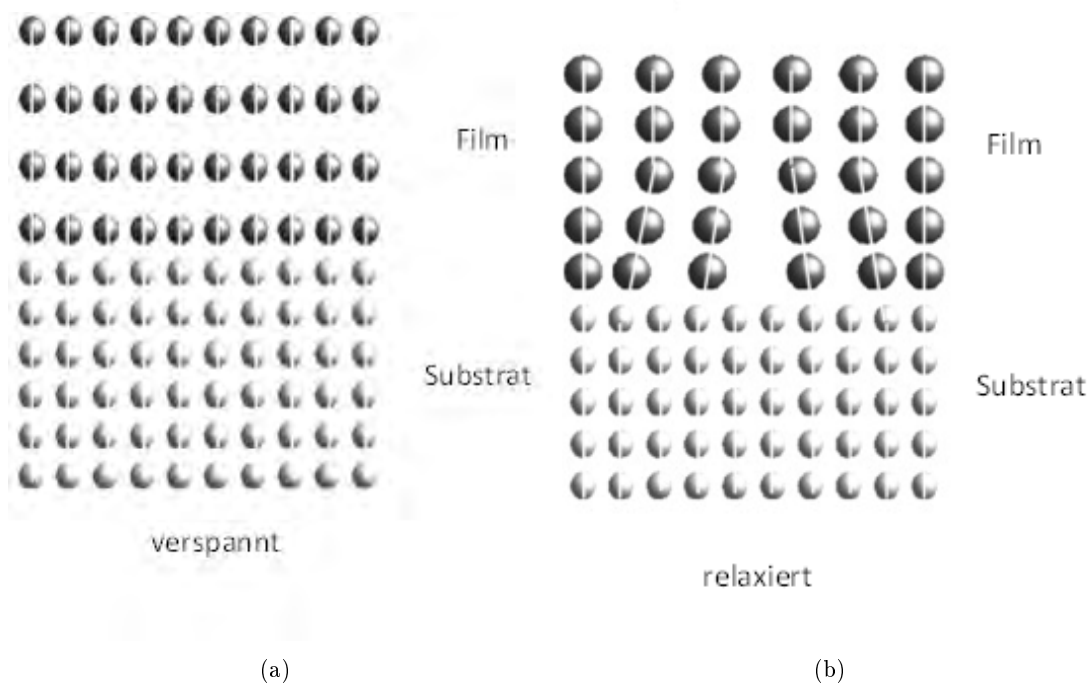 Film
Substrat
verspannt
(a)
Film
Substrat
relaxiert
(b)